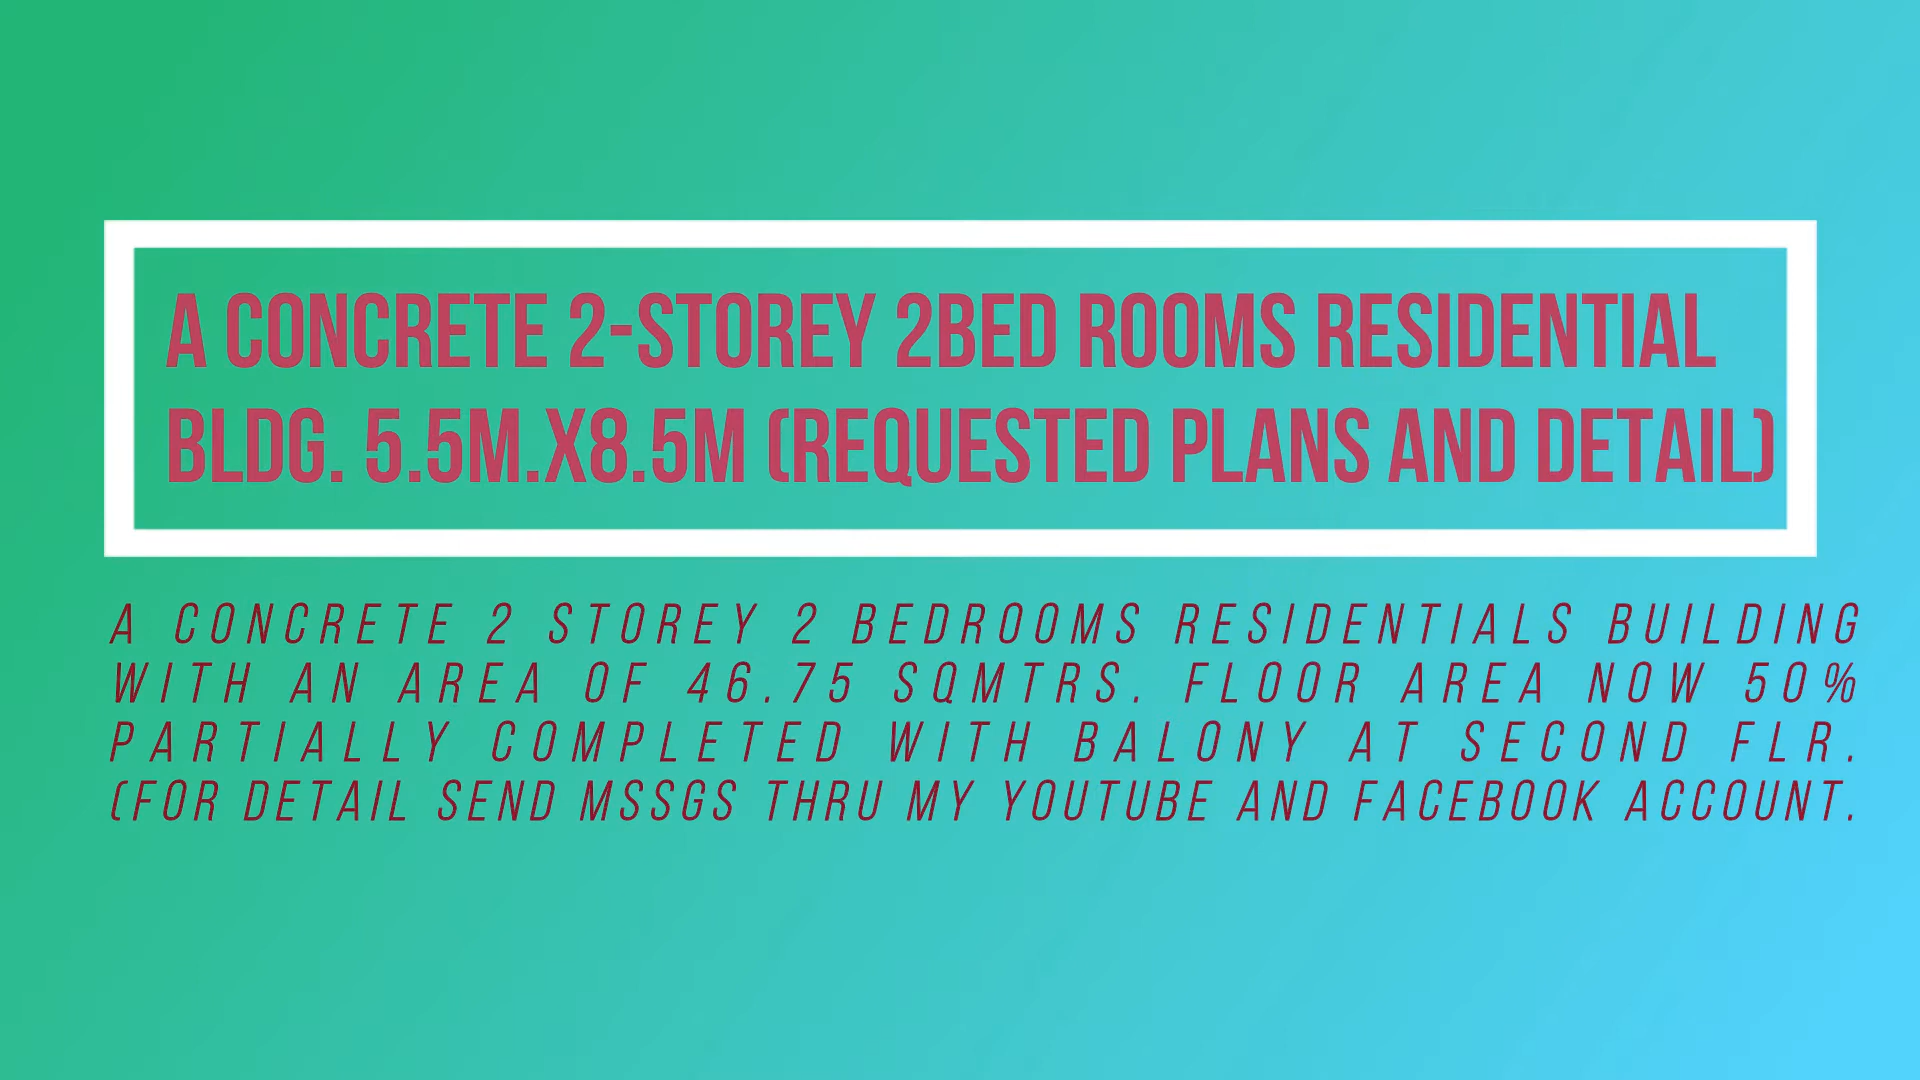 A CONCRETE 2-STOREY 2BED ROOMS RESIDENTIAL
BLDG. 5.5M.X8.5M (REQUESTED PLANS AND DETAIL)
A CONCRETE 2 STOREY 2 BEDROOMS RESIDENTIALS BUILDING
WITH AN AREA OF 46.75 SQMTRS. FLOOR AREA NOW 50%
PARTIALLY COMPLETED WITH BALONY AT SECOND FLR.
(FOR DETAIL SEND MSSGS THRU MY YOUTUBE AND FACEBOOK ACCOUNT.